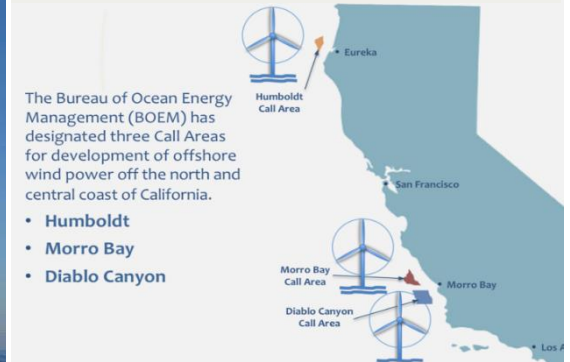 The Bureau of Ocean Energy
Management (BOEM) has
designated three Call Areas
for development of offshore
wind power off the north and
central coast of California.
• Humboldt
• Morro Bay
• Diablo Canyon
Eureka
Humboldt
Call Area
San Francisco
Morro Bay
Call Area
Morro Bay
Diablo Canyon
Call Area
Los A